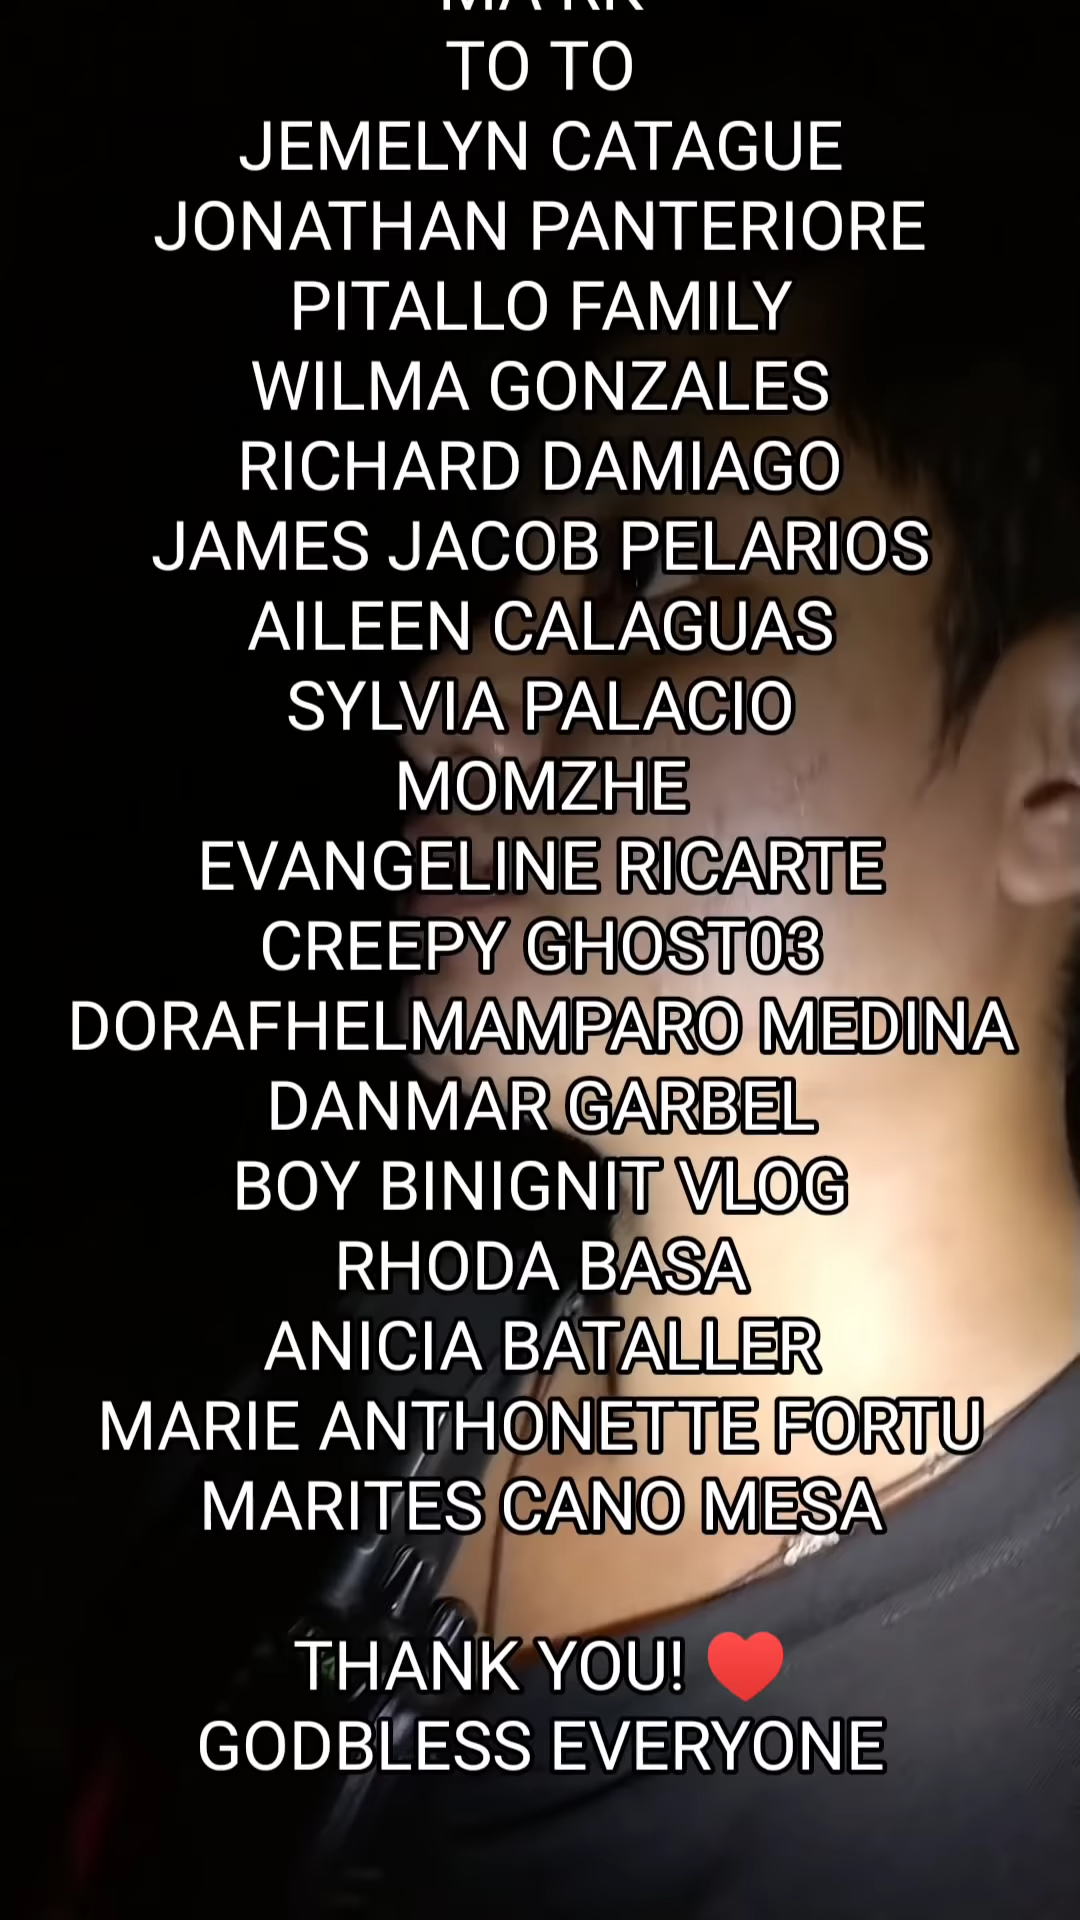 TO TO
JEMELYN CATAGUE
JONATHAN PANTERIORE
PITALLO FAMILY
WILMA GONZALES
RICHARD DAMIAGO
JAMES JACOB PELARIOS
AILEEN CALAGUAS
SYLVIA PALACIO
MOMZHE
EVANGELINE RICARTE
CREEPY GHOST03
DORAFHELMAMPARO MEDINA
DANMAR GARBEL
BOY BINIGNIT VLOG
RHODA BASA
ANICIA BATALLER
MARIE ANTHONETTE FORTU
MARITES CANO MESA
THANK YOU! ♥️
GODBLESS EVERYONE